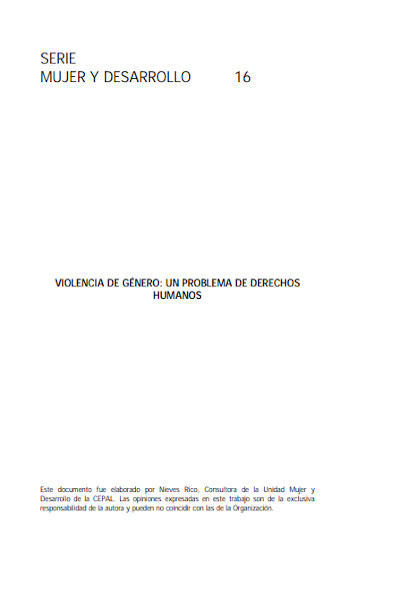 SERIE
MUJER Y DESARROLLO 16
VIOLENCIA DE GÉNERO: UN PROBLEMA DE DERECHOS
HUMANOS
Este documento fue elaborado por Nieves Rico, Consultora de la Unidad Mujer y
Desarrollo de la CEPAL. Las opiniones expresadas en este trabajo son de la exclusiva
responsabilidad de la autora y pueden no coincidir con las de la Organización.